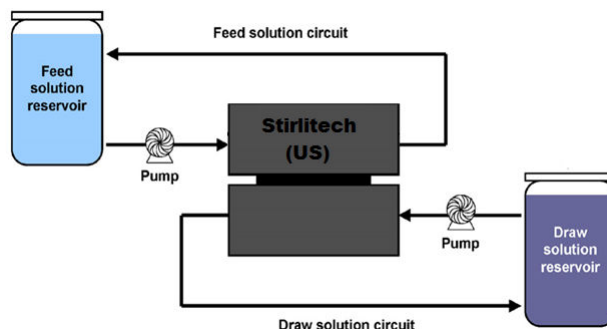 Feed solution circuit
Feed
solution
reservoir
Stirlitech
(US)
Pump
Pump
Draw
solution
reservoir
Draw solution circuit